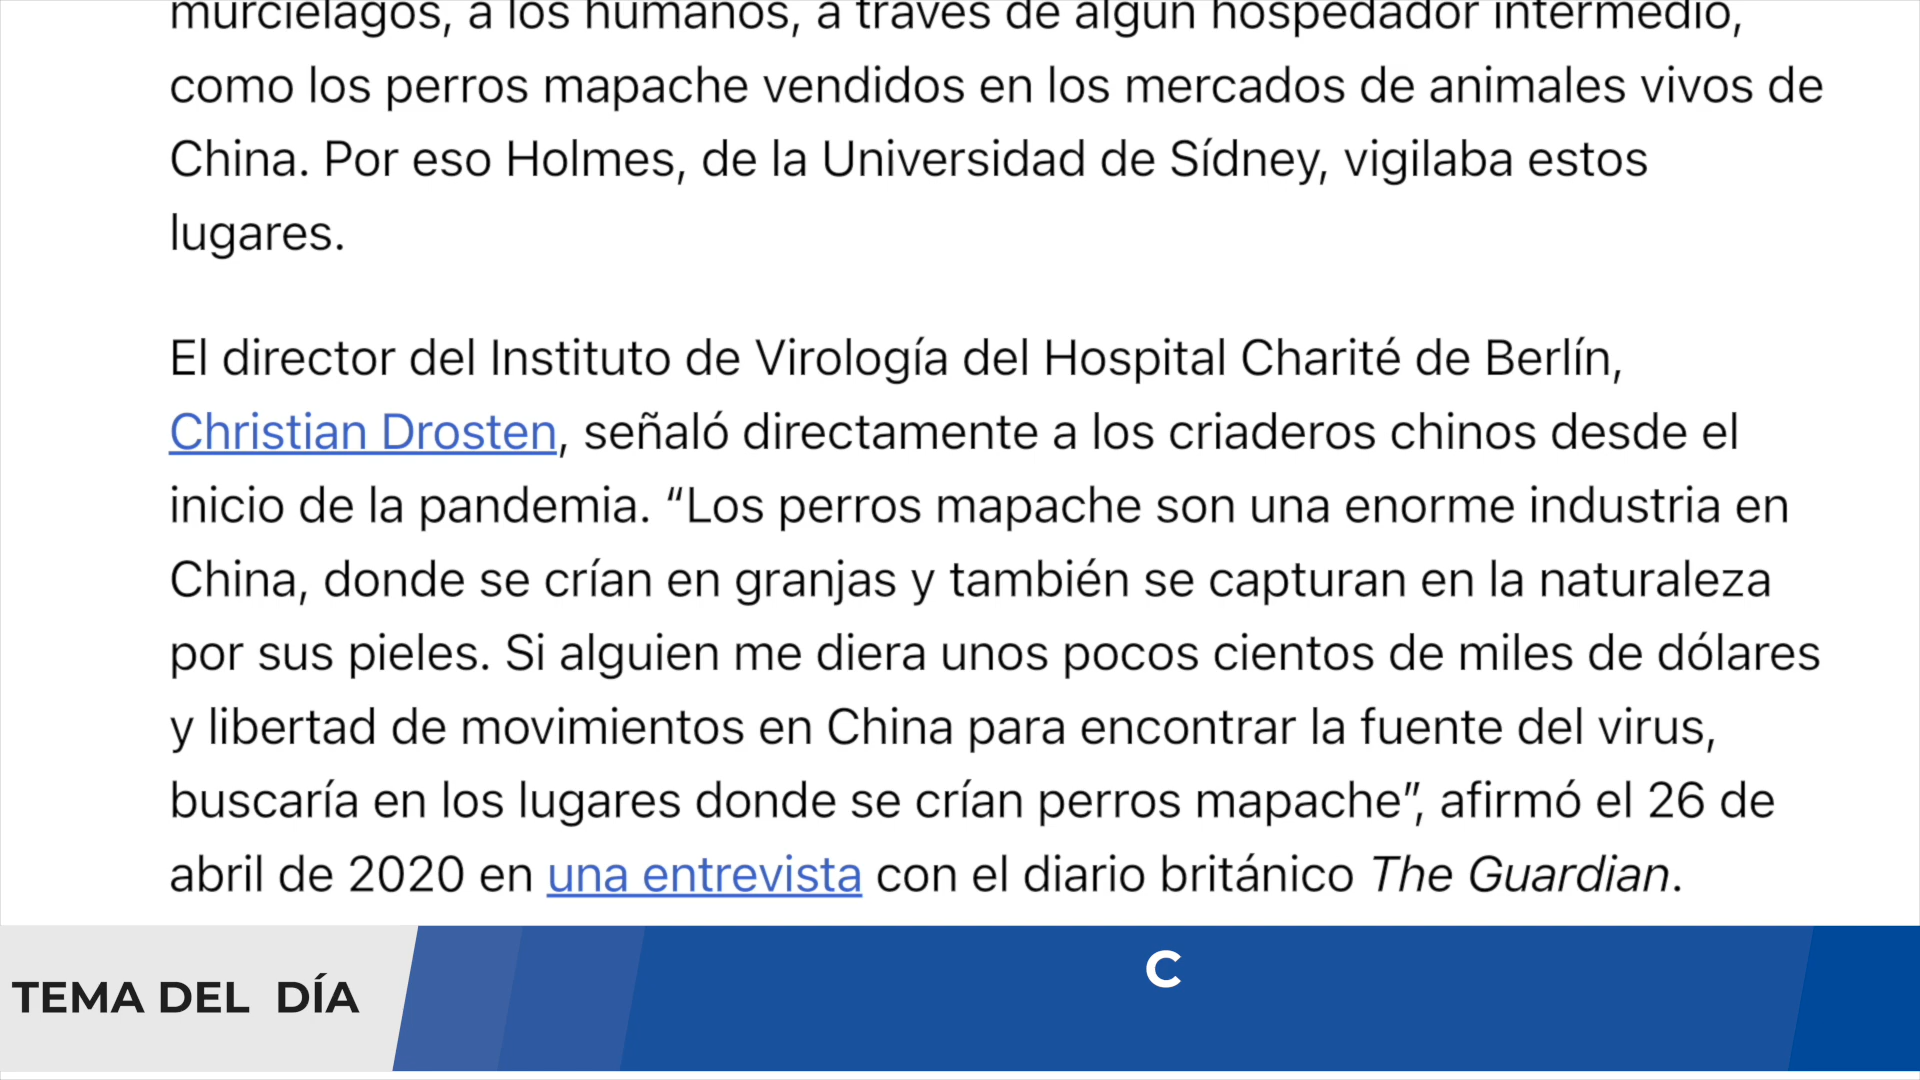 murciélagos, a los humanos, a través de algún hospedador intermedio,
como los perros mapache vendidos en los mercados de animales vivos de
China. Por eso Holmes, de la Universidad de Sídney, vigilaba estos
lugares.
El director del Instituto de Virología del Hospital Charité de Berlín,
Christian Drosten, señaló directamente a los criaderos chinos desde el
inicio de la pandemia. “Los perros mapache son una enorme industria en
China, donde se crían en granjas y también se capturan en la naturaleza
por sus pieles. Si alguien me diera unos pocos cientos de miles de dólares
y libertad de movimientos en China para encontrar la fuente del virus,
buscaría en los lugares donde se crían perros mapache”, afirmó el 26 de
abril de 2020 en una entrevista con el diario británico The Guardian.
TEMA DEL DÍA
C